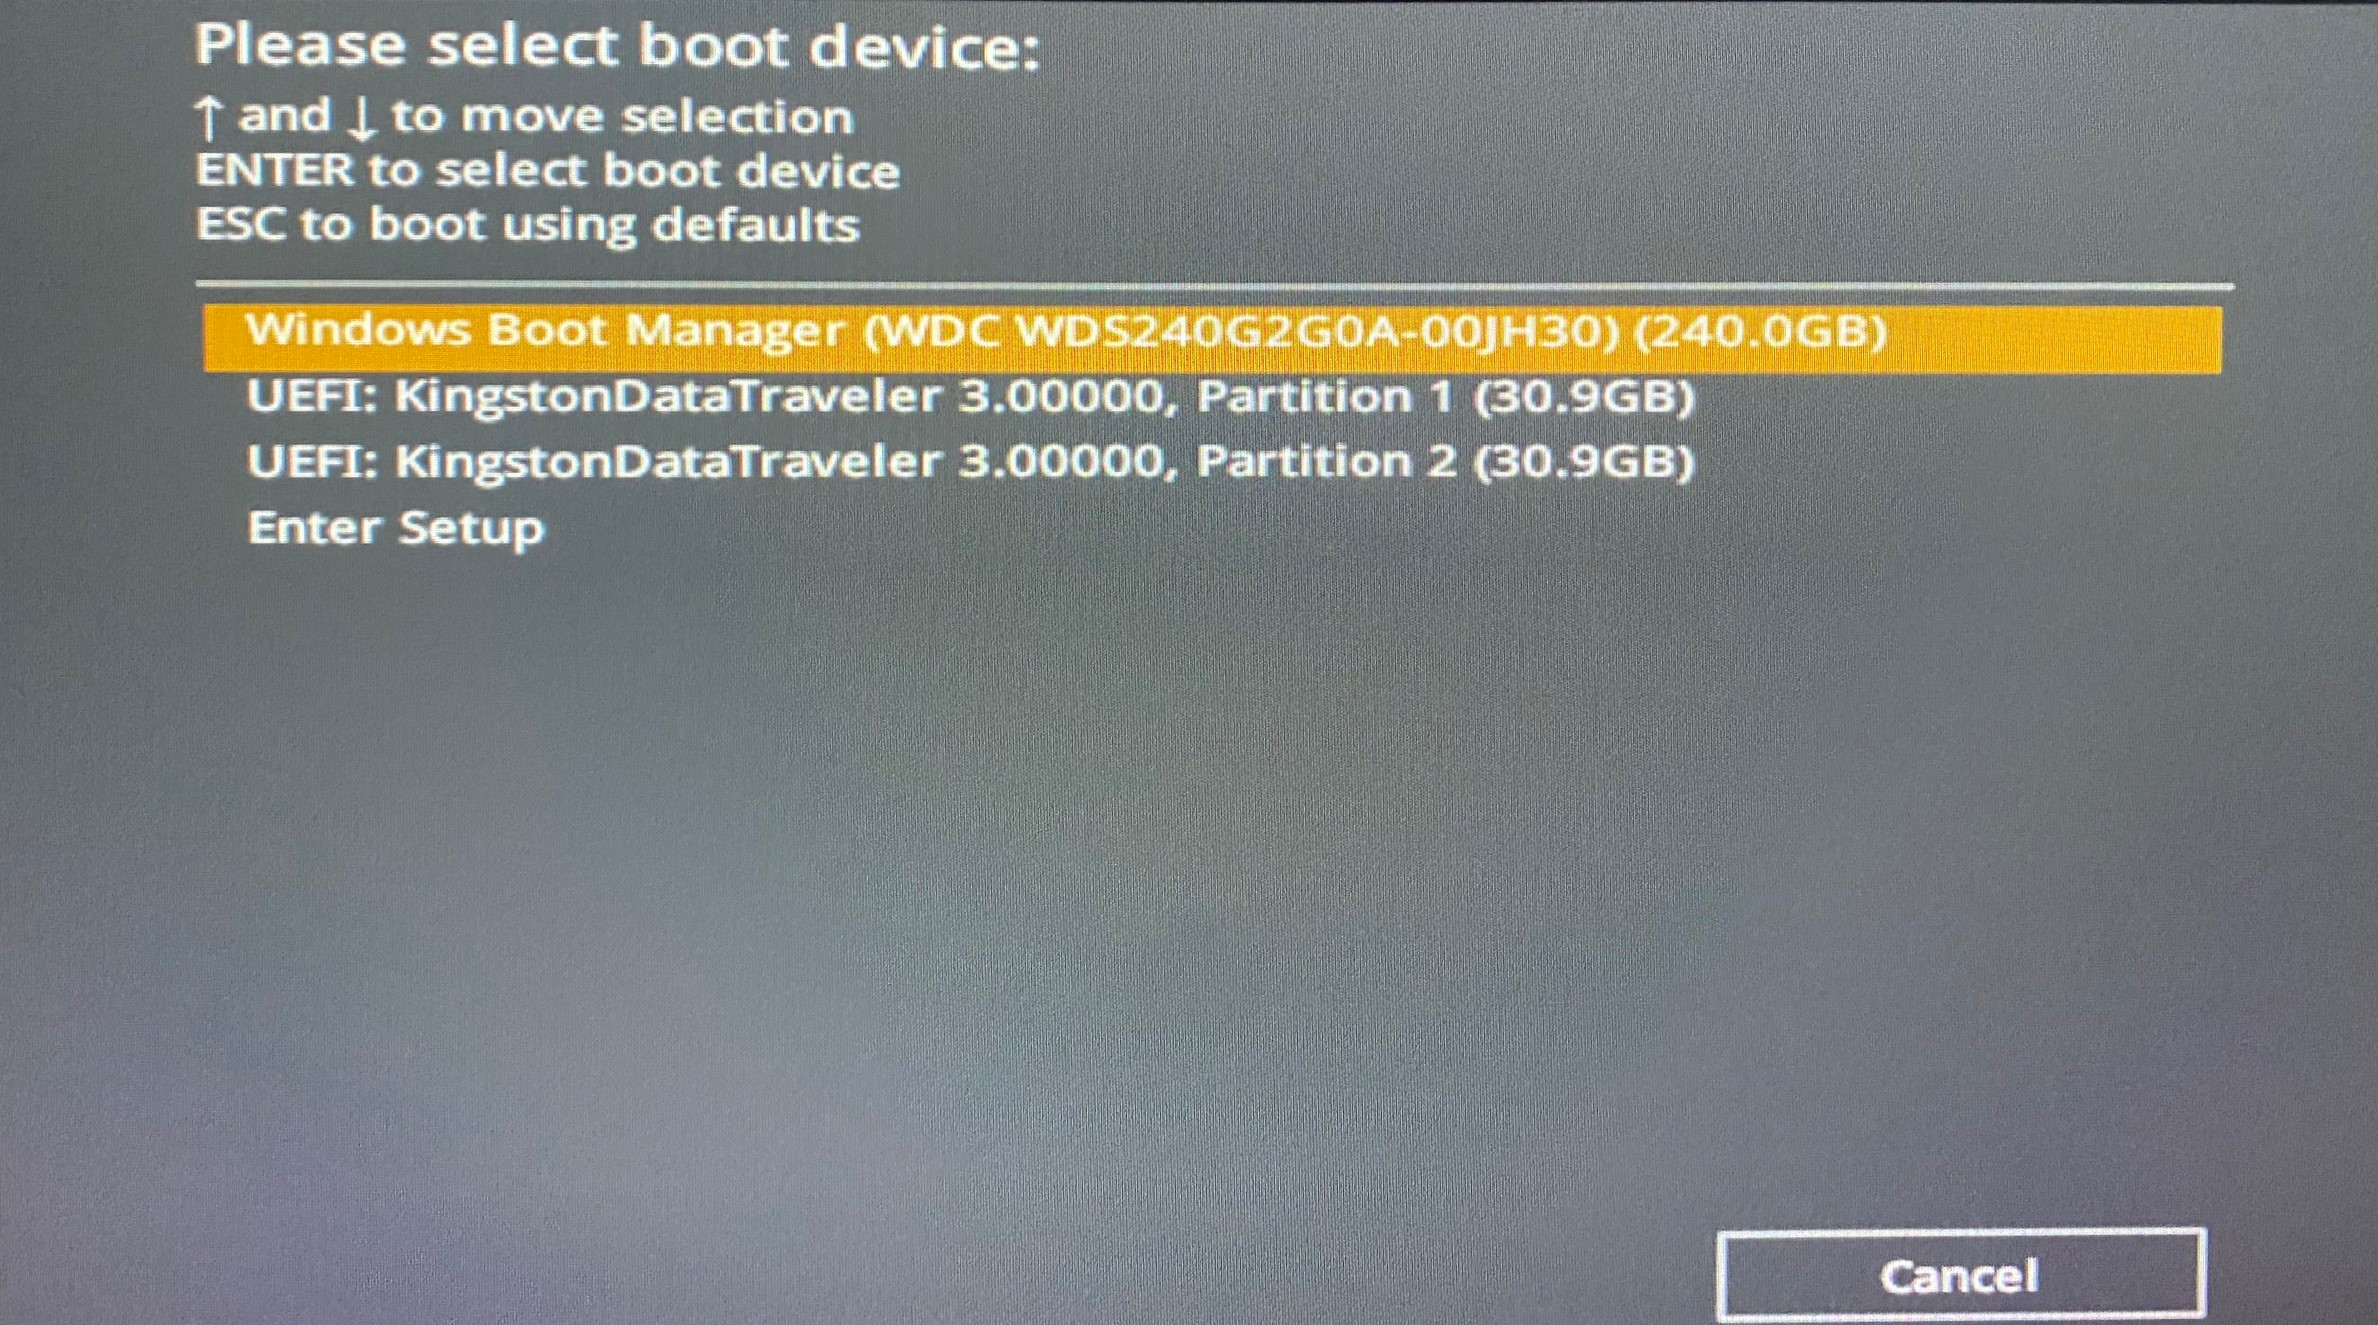 Please select boot device:
↑ and ↓ to move selection
ENTER to select boot device
ESC to boot using defaults
Windows Boot Manager (WDC WDS240G2G0A-00JH30) (240.0GB)
UEFI: KingstonDataTraveler 3.00000, Partition 1 (30.9GB)
UEFI: KingstonDataTraveler 3.00000, Partition 2 (30.9GB)
Enter Setup
Cancel